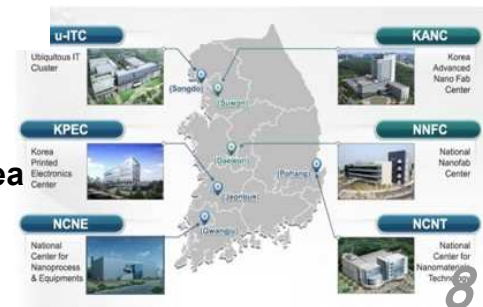 u-ITC
Ubiquitous IT
Cluster
KANC
Korea
Advanced
Nano Fab
Center
(Songdo)
(Suwon)
KPEC
Korea
Printed
Electronics
Center
NNFC
National
Nanofab
Center
(Daejeon)
(Pohang)
ea
(Jeonbuk)
NCNE
National
Center for
Nanoprocess
& Equipments
(Gwangju)
NCNT
National
Center for
Nanomaterials
Technology
8